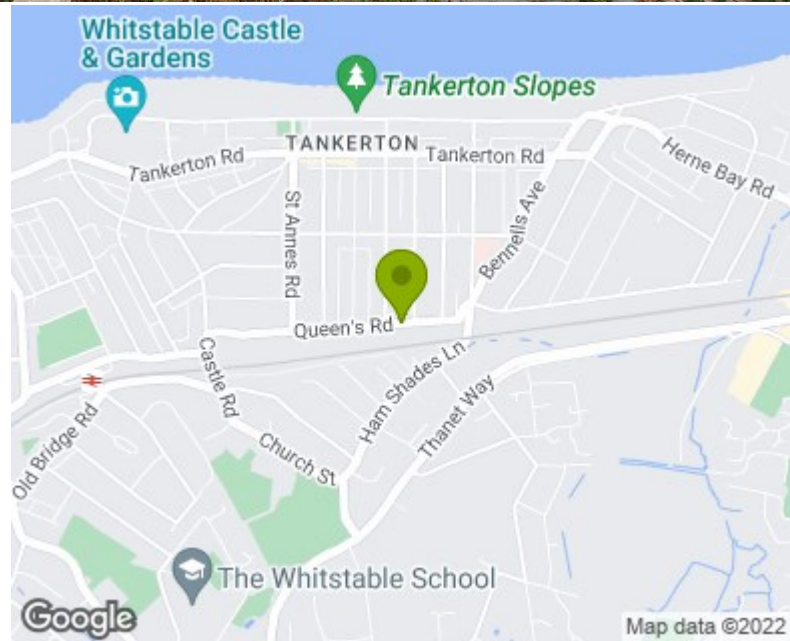 Whitstable Castle
& Gardens
Tankerton Slopes
TANKERTON
Tankerton Rd
Tankerton Rd
Herne Bay Rd
St Annes Rd
Bennells Ave
Queen's Rd
Castle Rd
Ham Shades Ln
Thanet Way
Old Bridge Rd
Church St
The Whitstable School
Google
Map data ©2022